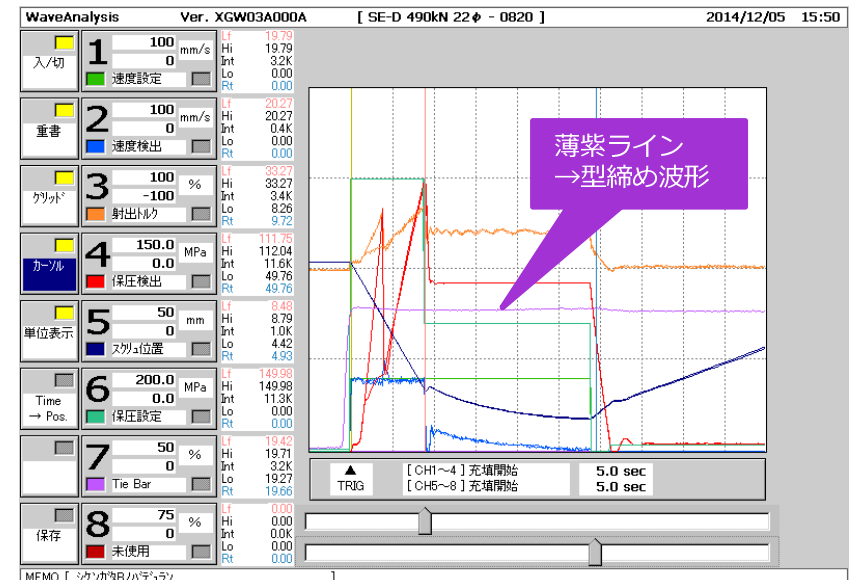 WaveAnalysis Ver. XGW03A000A [ SE-D 490kN 22φ - 0820 ] 2014/12/05 15:50
入/切
1 100 mm/s
0
速度設定
Lf 19.79
Hi 19.79
Int 3.2K
Lo 0.00
Rt 0.00
重書
2 100 mm/s
0
速度検出
Lf 20.27
Hi 20.27
Int 0.4K
Lo 0.00
Rt 0.00
グリッド
3 100 %
-100
射出トルク
Lf 33.27
Hi 33.27
Int 3.4K
Lo 8.26
Rt 9.72
カーソル
4 150.0 MPa
0.0
保圧検出
Lf 111.75
Hi 112.04
Int 11.6K
Lo 49.76
Rt 49.76
単位表示
5 50 mm
0
スクリュ位置
Lf 8.48
Hi 8.79
Int 1.0K
Lo 4.42
Rt 4.93
Time
→ Pos.
6 200.0 MPa
0.0
保圧設定
Lf 149.98
Hi 149.98
Int 11.3K
Lo 0.00
Rt 0.00
7 50 %
0
Tie Bar
Lf 19.42
Hi 19.71
Int 3.2K
Lo 19.27
Rt 19.66
保存
8 75 %
0
未使用
Lf 0.00
Hi 0.00
Int 0.0K
Lo 0.00
Rt 0.00
薄紫ライン
→型締め波形
▲ [ CH1～4 ] 充填開始 5.0 sec
TRIG [ CH5～8 ] 充填開始 5.0 sec
MEMO [ ]